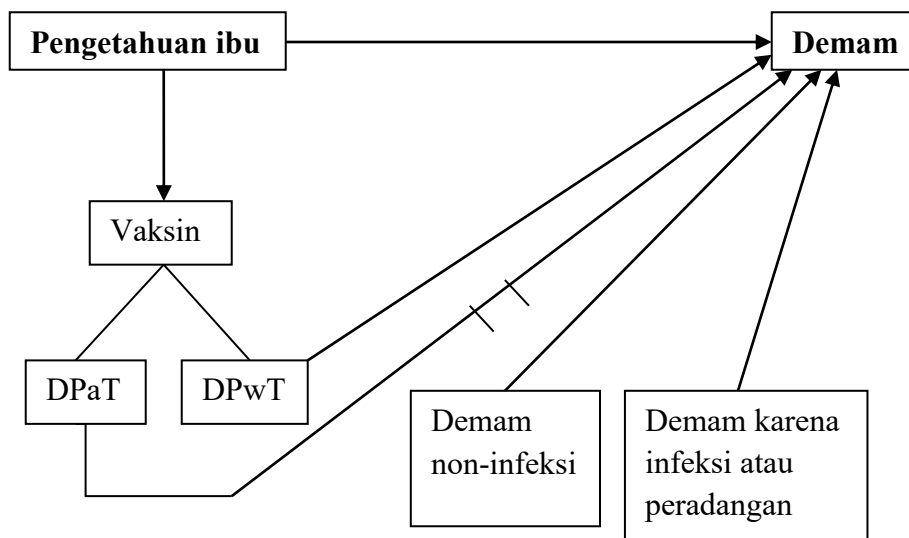 Pengetahuan ibu
Demam
Vaksin
DPaT
DPwT
Demam
non-infeksi
Demam karena
infeksi atau
peradangan